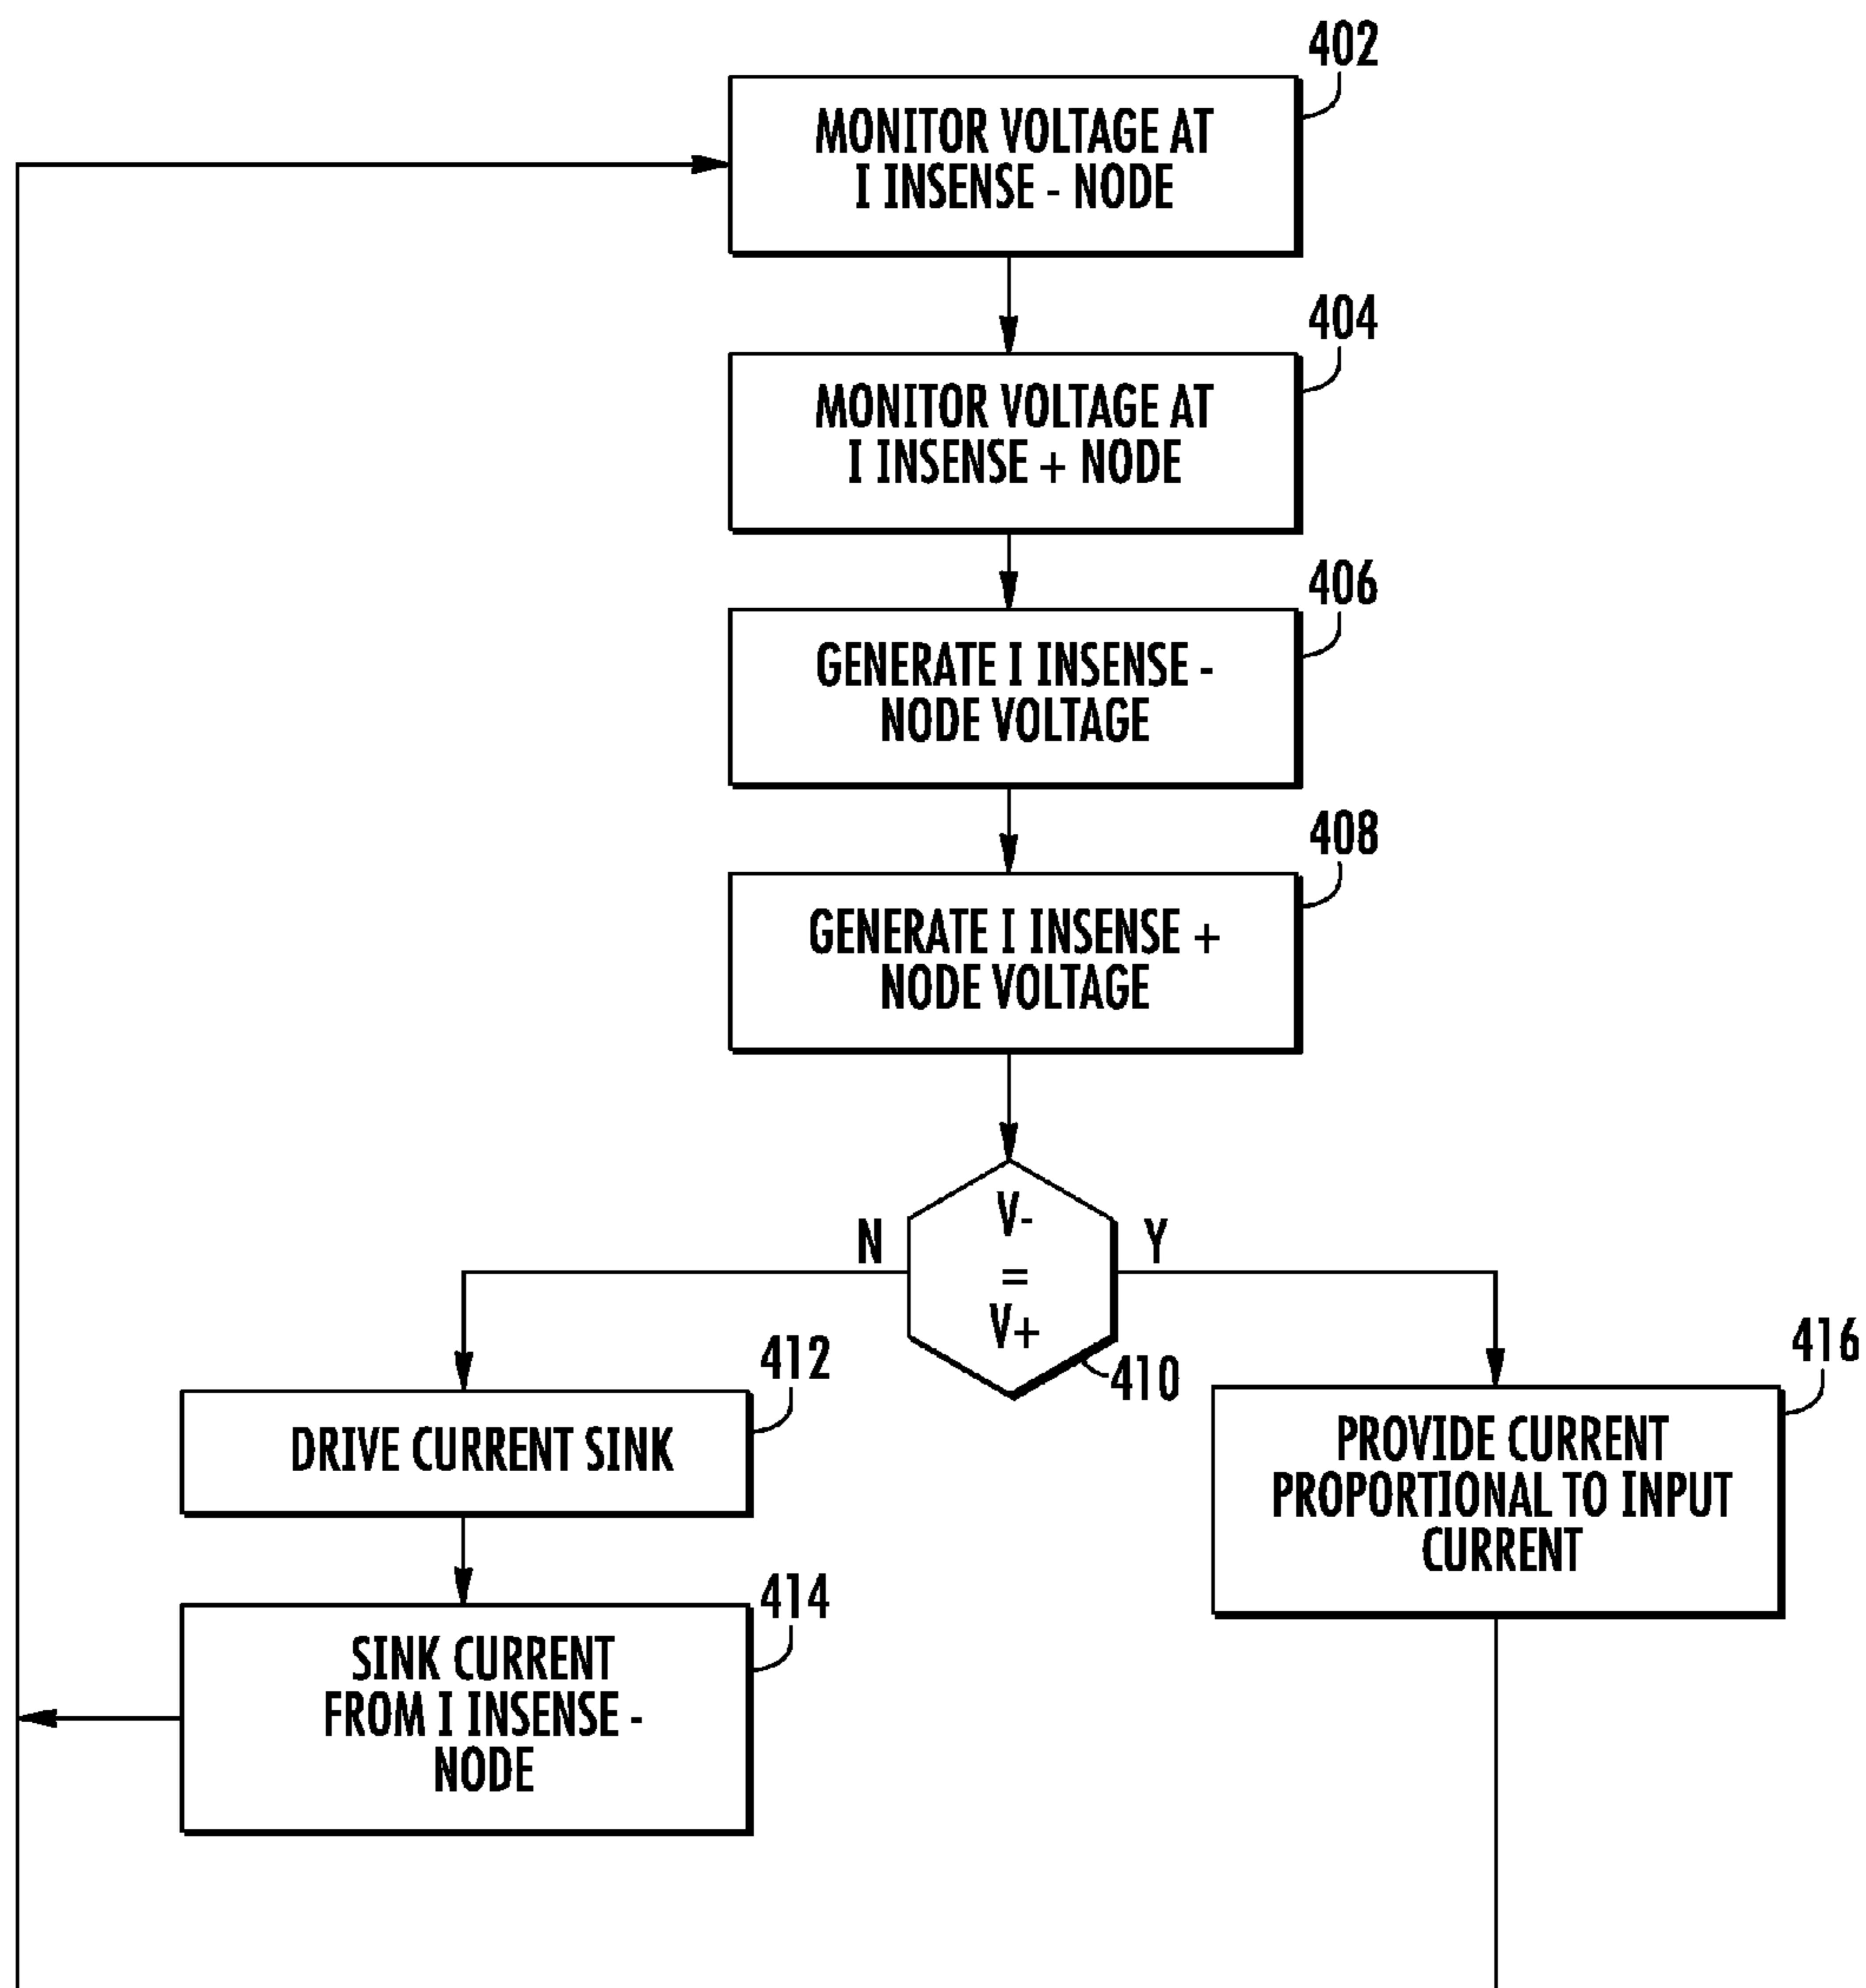 402
MONITOR VOLTAGE AT
I INSENSE - NODE
404
MONITOR VOLTAGE AT
I INSENSE + NODE
406
GENERATE I INSENSE -
NODE VOLTAGE
408
GENERATE I INSENSE +
NODE VOLTAGE
V-
=
V+
N
Y
410
412
DRIVE CURRENT SINK
416
PROVIDE CURRENT
PROPORTIONAL TO INPUT
CURRENT
414
SINK CURRENT
FROM I INSENSE -
NODE